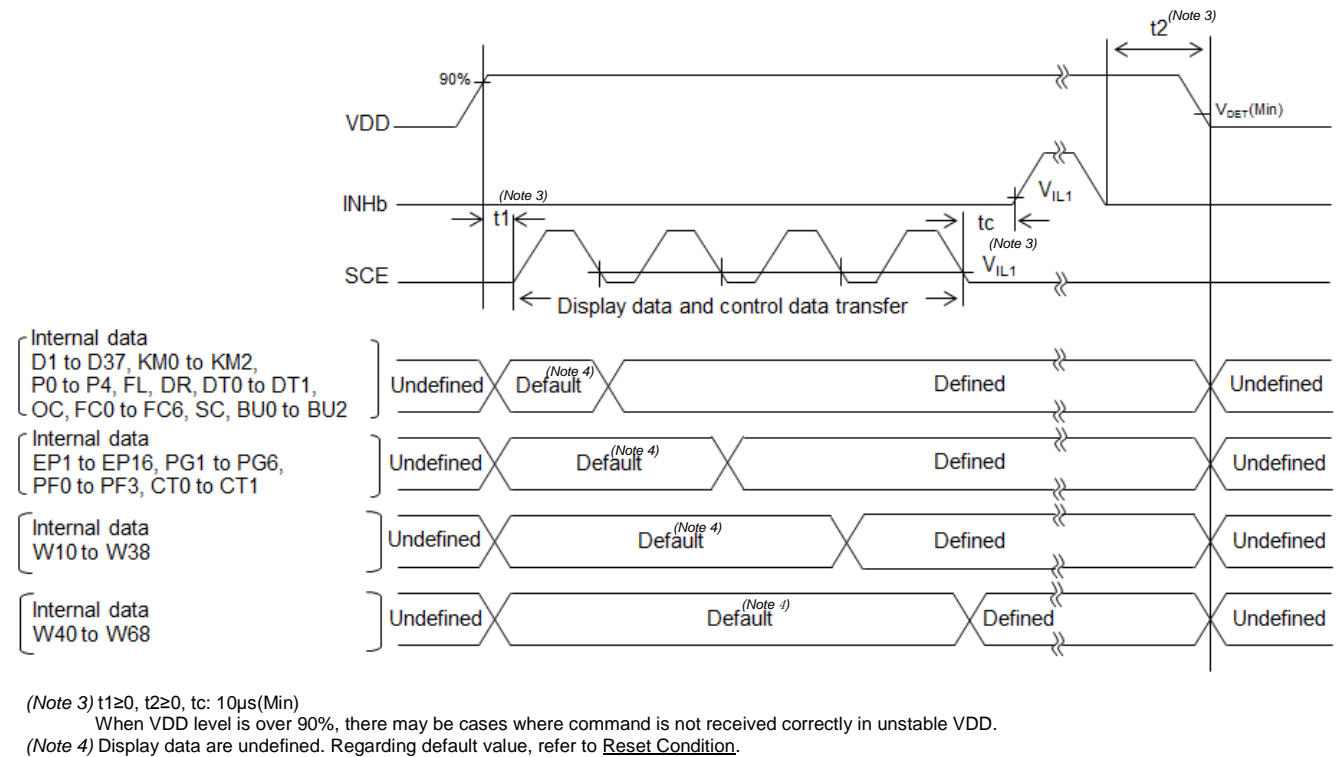 t2(Note 3)
90%
VDD
VDET(Min)
(Note 3)
INHb
VIL1
t1
tc
(Note 3)
SCE
VIL1
Display data and control data transfer
Internal data
D1 to D37, KM0 to KM2,
P0 to P4, FL, DR, DT0 to DT1,
OC, FC0 to FC6, SC, BU0 to BU2
Undefined
Default(Note 4)
Defined
Undefined
Internal data
EP1 to EP16, PG1 to PG6,
PF0 to PF3, CT0 to CT1
Undefined
Default(Note 4)
Defined
Undefined
Internal data
W10 to W38
Undefined
Default(Note 4)
Defined
Undefined
Internal data
W40 to W68
Undefined
Default(Note 4)
Defined
Undefined
(Note 3) t1≥0, t2≥0, tc: 10μs(Min)
When VDD level is over 90%, there may be cases where command is not received correctly in unstable VDD.
(Note 4) Display data are undefined. Regarding default value, refer to Reset Condition.